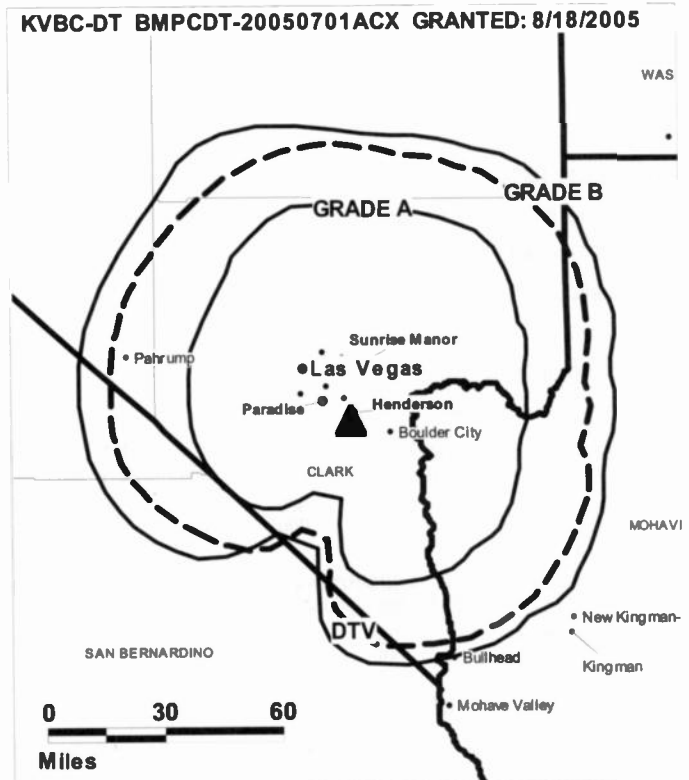 KVBC-DT BMPCDT-20050701ACX GRANTED: 8/18/2005
WAS
GRADE B
GRADE A
Sunrise Manor
Pahrump
Las Vegas
Paradise
Henderson
Boulder City
CLARK
MOHAVI
New Kingman-
DTV
SAN BERNARDINO
Bullhead
Kingman
Mohave Valley
0 30 60
Miles